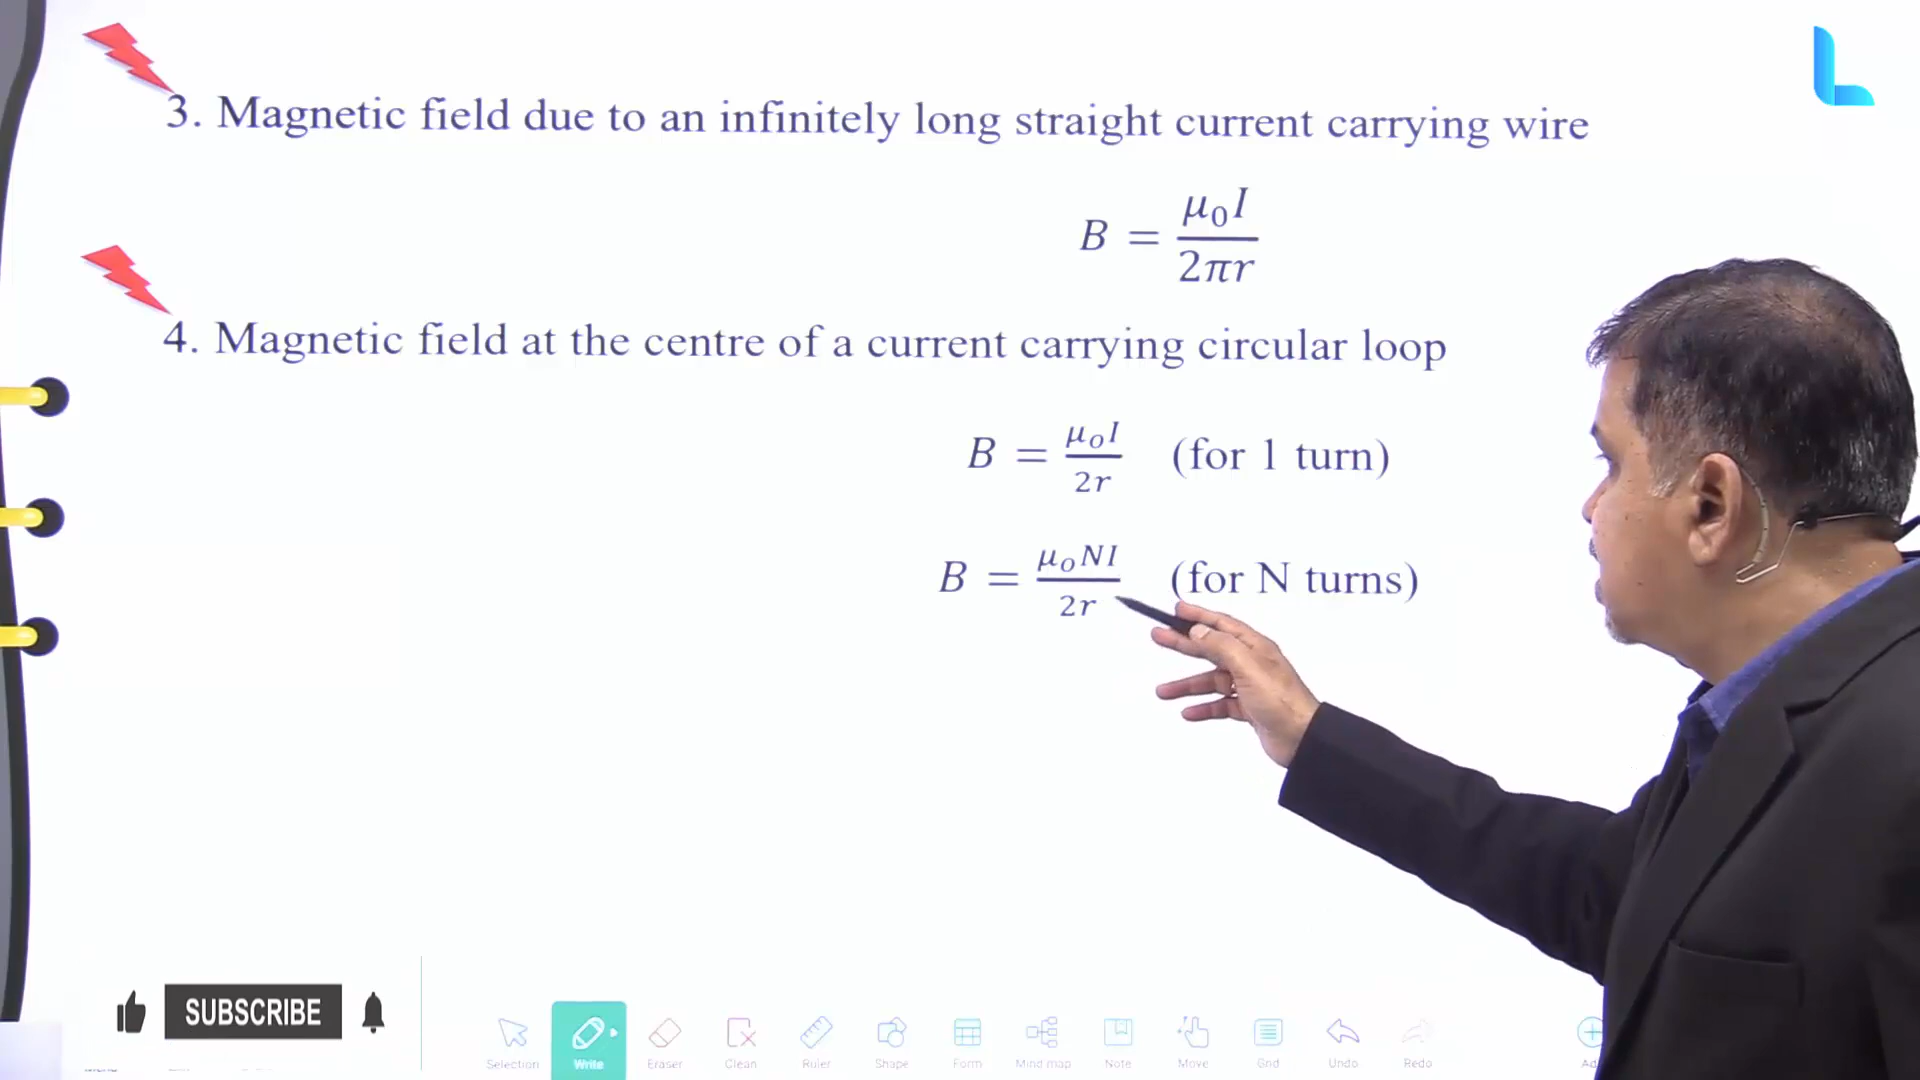 3. Magnetic field due to an infinitely long straight current carrying wire
B = μ₀I / 2πr
4. Magnetic field at the centre of a current carrying circular loop
B = μₒI / 2r (for 1 turn)
B = μₒNI / 2r (for N turns)
SUBSCRIBE
Selection Write Eraser Clean Ruler Shape Form Mind map Note Move Grid Undo Redo